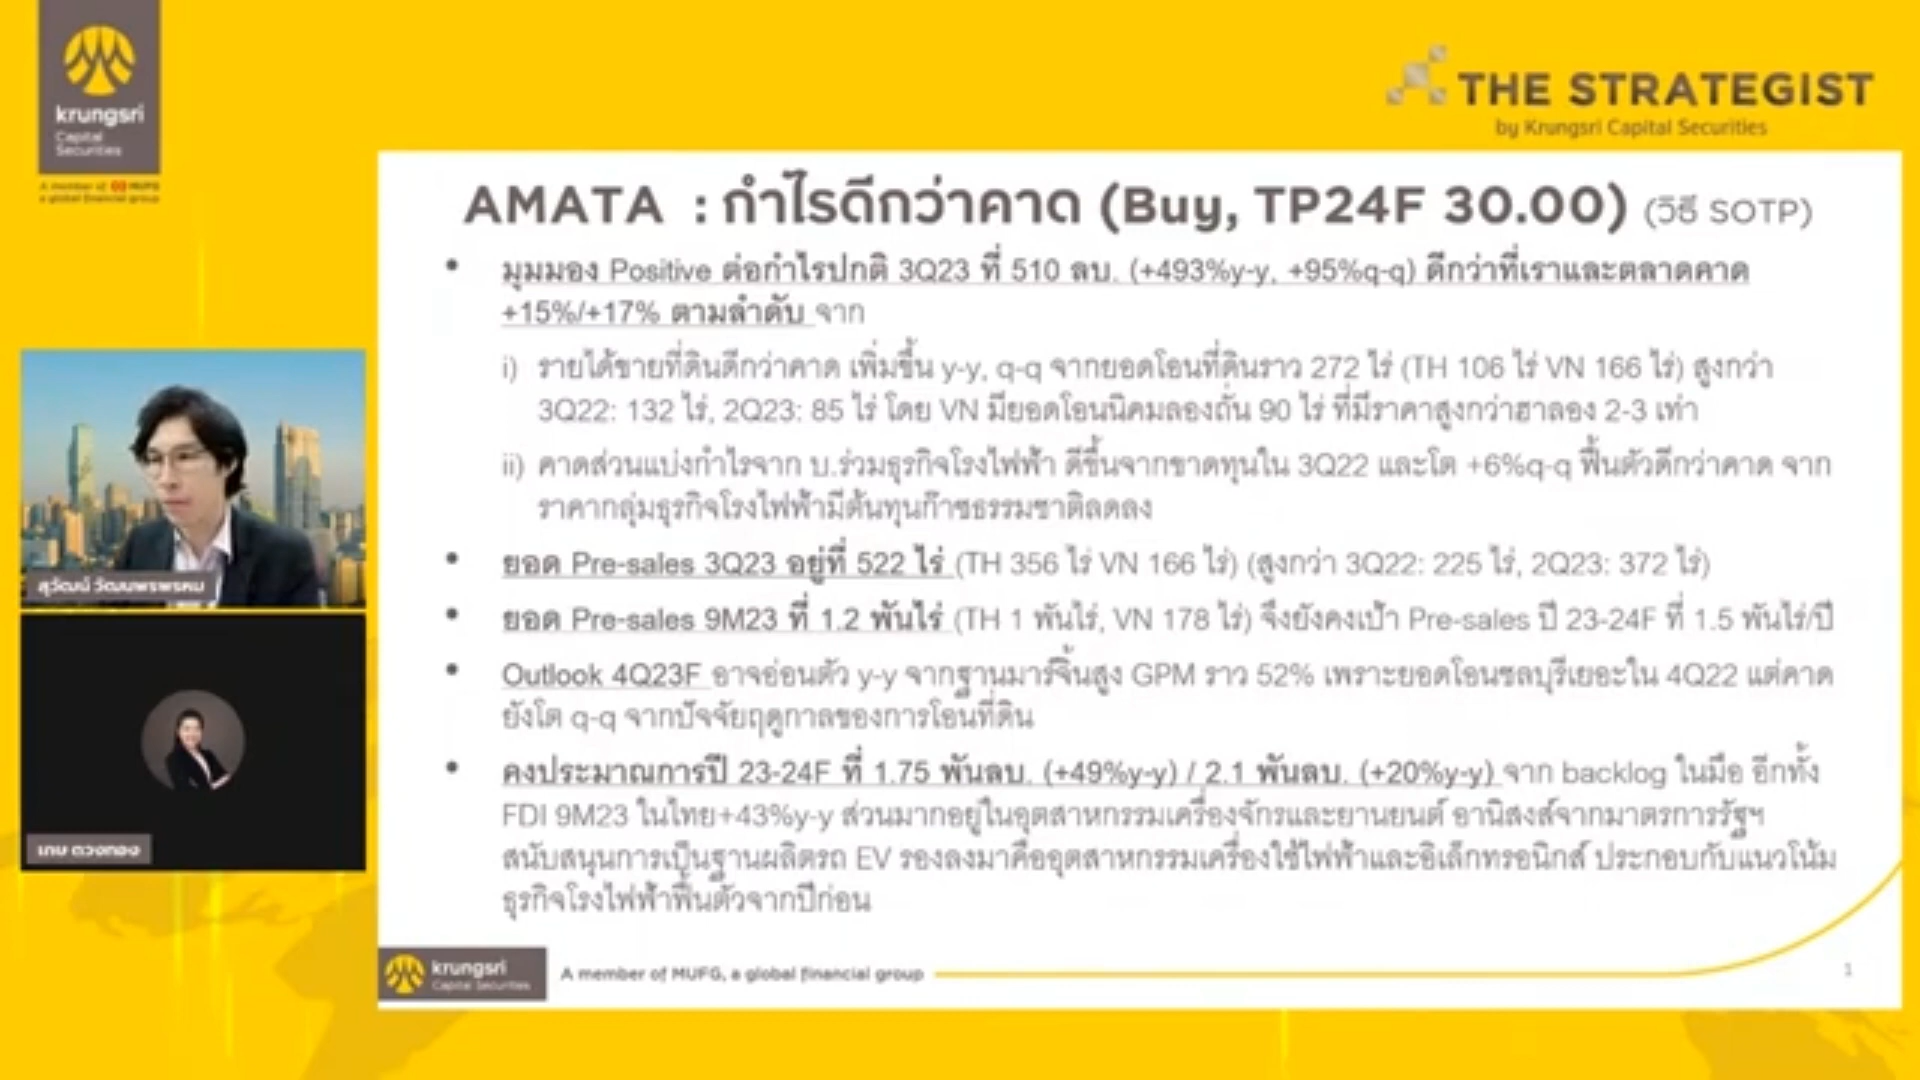 krungsri
Capital
Securities
A member of MUFG
a global financial group
THE STRATEGIST
by Krungsri Capital Securities
AMATA : กำไรดีกว่าคาด (Buy, TP24F 30.00) (วิธี SOTP)
• มุมมอง Positive ต่อกำไรปกติ 3Q23 ที่ 510 ลบ. (+493%y-y, +95%q-q) ดีกว่าที่เราและตลาดคาด
+15%/+17% ตามลำดับ จาก
i) รายได้ขายที่ดินดีกว่าคาด เพิ่มขึ้น y-y, q-q จากยอดโอนที่ดินราว 272 ไร่ (TH 106 ไร่ VN 166 ไร่) สูงกว่า
3Q22: 132 ไร่, 2Q23: 85 ไร่ โดย VN มียอดโอนนิคมลองถั่น 90 ไร่ ที่มีราคาสูงกว่าฮาลอง 2-3 เท่า
ii) คาดส่วนแบ่งกำไรจาก บ.ร่วมธุรกิจโรงไฟฟ้า ดีขึ้นจากขาดทุนใน 3Q22 และโต +6%q-q ฟื้นตัวดีกว่าคาด จาก
ราคากลุ่มธุรกิจโรงไฟฟ้ามีต้นทุนก๊าซธรรมชาติลดลง
• ยอด Pre-sales 3Q23 อยู่ที่ 522 ไร่ (TH 356 ไร่ VN 166 ไร่) (สูงกว่า 3Q22: 225 ไร่, 2Q23: 372 ไร่)
• ยอด Pre-sales 9M23 ที่ 1.2 พันไร่ (TH 1 พันไร่, VN 178 ไร่) จึงยังคงเป้า Pre-sales ปี 23-24F ที่ 1.5 พันไร่/ปี
• Outlook 4Q23F อาจอ่อนตัว y-y จากฐานมาร์จิ้นสูง GPM ราว 52% เพราะยอดโอนชลบุรีเยอะใน 4Q22 แต่คาด
ยังโต q-q จากปัจจัยฤดูกาลของการโอนที่ดิน
• คงประมาณการปี 23-24F ที่ 1.75 พันลบ. (+49%y-y) / 2.1 พันลบ. (+20%y-y) จาก backlog ในมือ อีกทั้ง
FDI 9M23 ในไทย+43%y-y ส่วนมากอยู่ในอุตสาหกรรมเครื่องจักรและยานยนต์ อานิสงส์จากมาตรการรัฐฯ
สนับสนุนการเป็นฐานผลิตรถ EV รองลงมาคืออุตสาหกรรมเครื่องใช้ไฟฟ้าและอิเล็กทรอนิกส์ ประกอบกับแนวโน้ม
ธุรกิจโรงไฟฟ้าฟื้นตัวจากปีก่อน
สุวัฒน์ วัฒนพรพรหม
เกษ ดวงทอง
krungsri
Capital Securities
A member of MUFG, a global financial group
1